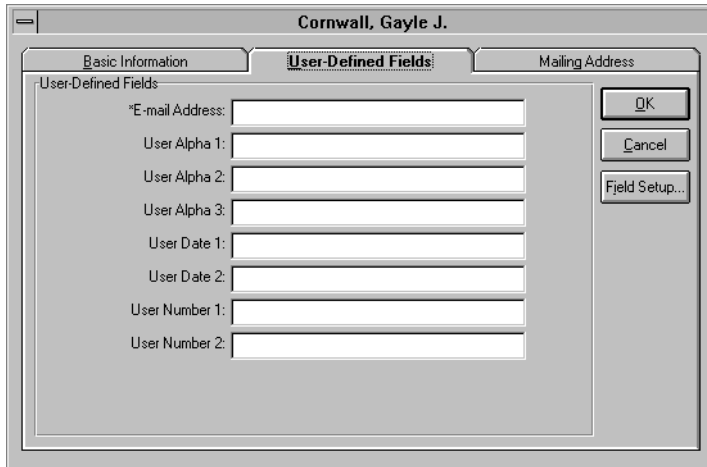 Cornwall, Gayle J.
Basic Information
User-Defined Fields
Mailing Address
User-Defined Fields
*E-mail Address:
User Alpha 1:
User Alpha 2:
User Alpha 3:
User Date 1:
User Date 2:
User Number 1:
User Number 2:
OK
Cancel
Field Setup...